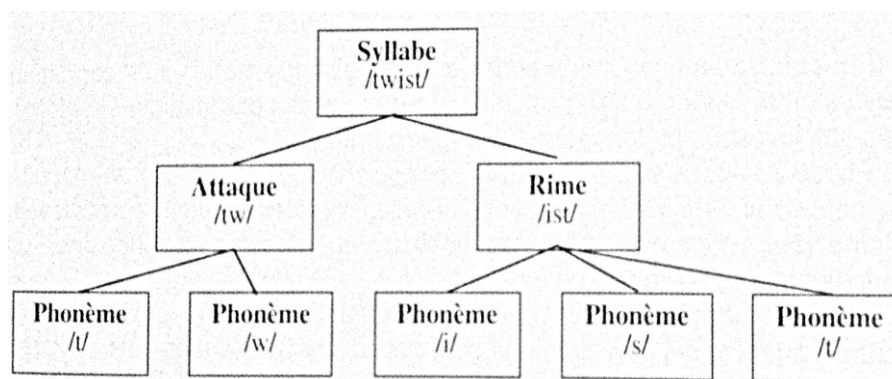 Syllabe
/twist/
Attaque
/tw/
Rime
/ist/
Phonème
/t/
Phonème
/w/
Phonème
/i/
Phonème
/s/
Phonème
/t/